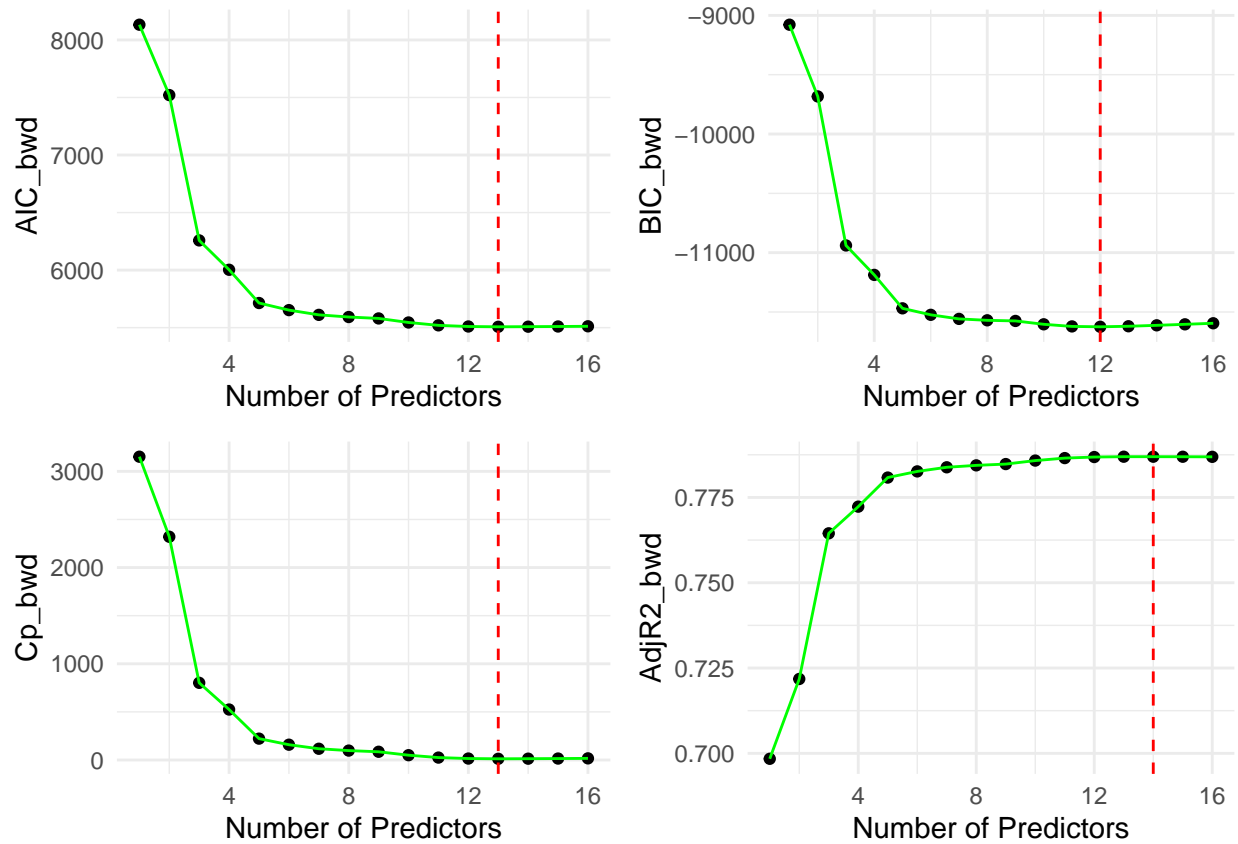 AIC_bwd
8000
7000
6000
4 8 12 16
Number of Predictors
BIC_bwd
−9000
−10000
−11000
4 8 12 16
Number of Predictors
Cp_bwd
3000
2000
1000
0
4 8 12 16
Number of Predictors
AdjR2_bwd
0.775
0.750
0.725
0.700
4 8 12 16
Number of Predictors